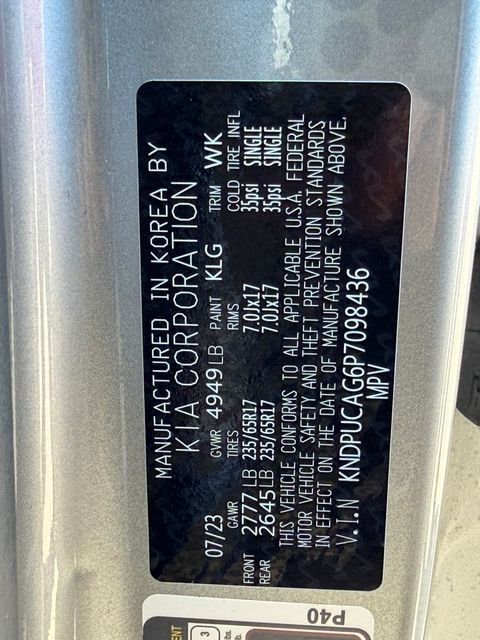 MANUFACTURED IN KOREA BY
KIA CORPORATION
07/23 GVWR 4949LB PAINT KLG TRIM WK
GAWR TIRES RIMS COLD TIRE INFL
FRONT 2777LB 235/65R17 7.0Jx17 35psi SINGLE
REAR 2645LB 235/65R17 7.0Jx17 35psi SINGLE
THIS VEHICLE CONFORMS TO ALL APPLICABLE U.S.A. FEDERAL
MOTOR VEHICLE SAFETY AND THEFT PREVENTION STANDARDS
IN EFFECT ON THE DATE OF MANUFACTURE SHOWN ABOVE.
V.I.N KNDPUCAG6P7098436
MPV
P40
3